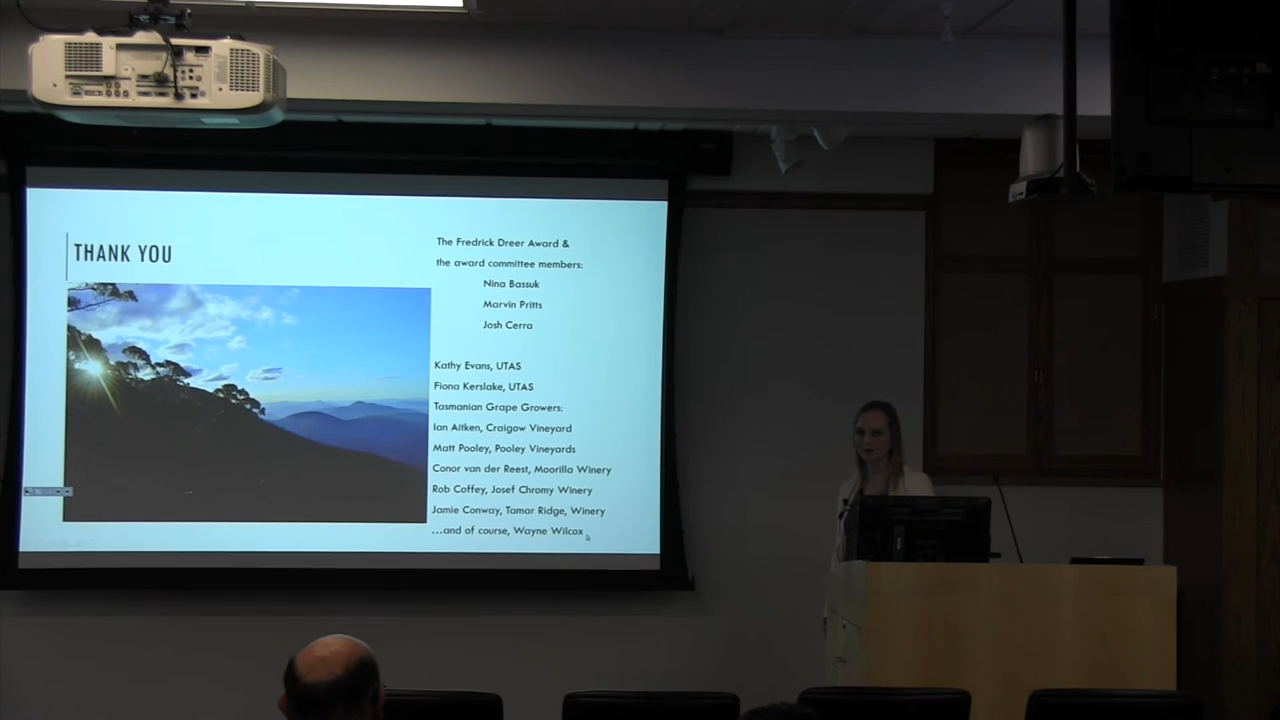 THANK YOU
The Fredrick Dreer Award &
the award committee members:
Nina Bassuk
Marvin Pritts
Josh Cerra
Kathy Evans, UTAS
Fiona Kerslake, UTAS
Tasmanian Grape Growers:
Ian Aitken, Craigow Vineyard
Matt Pooley, Pooley Vineyards
Conor van der Reest, Moorilla Winery
Rob Coffey, Josef Chromy Winery
Jamie Conway, Tamar Ridge, Winery
...and of course, Wayne Wilcox